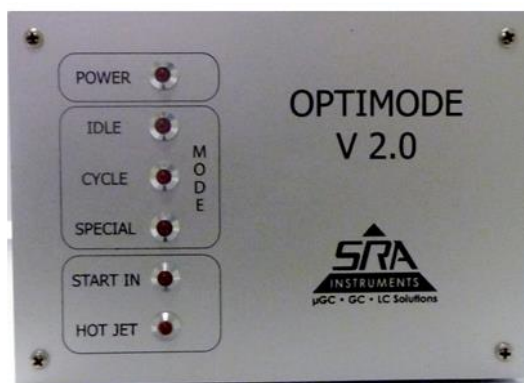 POWER
IDLE
CYCLE
SPECIAL
MODE
START IN
HOT JET
OPTIMODE
V 2.0
SRA
INSTRUMENTS
µGC • GC • LC Solutions